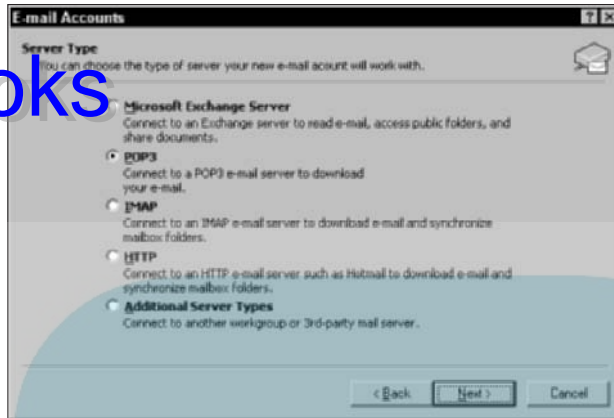 E-mail Accounts
Server Type
You can choose the type of server your new e-mail acount will work with.
oks
Microsoft Exchange Server
Connect to an Exchange server to read e-mail, access public folders, and
share documents.
POP3
Connect to a POP3 e-mail server to download
your e-mail.
IMAP
Connect to an IMAP e-mail server to download e-mail and synchronize
mailbox folders.
HTTP
Connect to an HTTP e-mail server such as Hotmail to download e-mail and
synchronize mailbox folders.
Additional Server Types
Connect to another workgroup or 3rd-party mail server.
< Back Next > Cancel